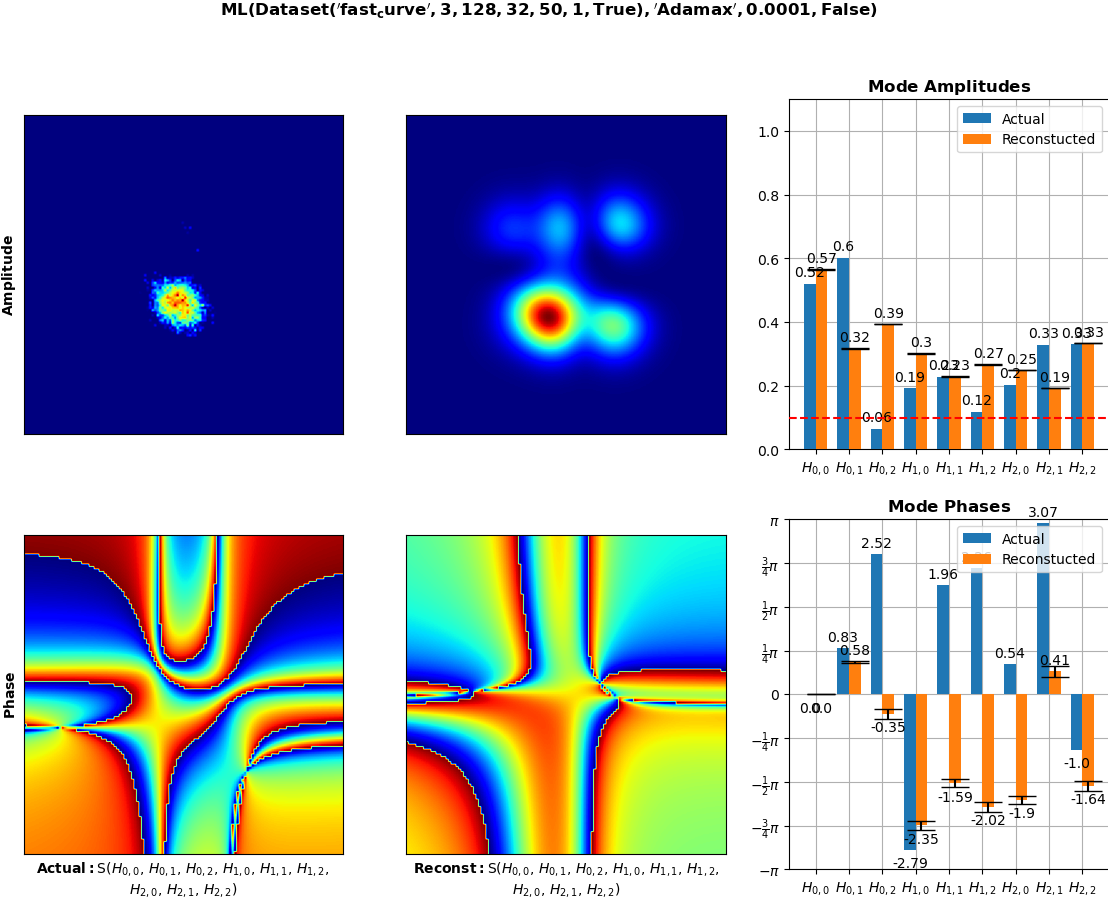 ML(Dataset('fast_curve', 3, 128, 32, 50, 1, True), 'Adamax', 0.0001, False)
Amplitude
Mode Amplitudes
Actual
Reconstucted
1.0
0.8
0.6
0.4
0.2
0.0
0.52
0.57
0.6
0.32
0.06
0.39
0.19
0.3
0.23
0.23
0.12
0.27
0.2
0.25
0.33
0.19
0.33
0.33
H0,0 H0,1 H0,2 H1,0 H1,1 H1,2 H2,0 H2,1 H2,2
Phase
Actual: S(H0,0, H0,1, H0,2, H1,0, H1,1, H1,2,
H2,0, H2,1, H2,2)
Reconst: S(H0,0, H0,1, H0,2, H1,0, H1,1, H1,2,
H2,0, H2,1, H2,2)
Mode Phases
Actual
Reconstucted
π
3/4π
1/2π
1/4π
0
−1/4π
−1/2π
−3/4π
−π
0.0
0.0
0.83
0.58
2.52
-0.35
-2.79
-2.35
1.96
-1.59
-2.02
0.54
-1.9
3.07
0.41
-1.0
-1.64
H0,0 H0,1 H0,2 H1,0 H1,1 H1,2 H2,0 H2,1 H2,2